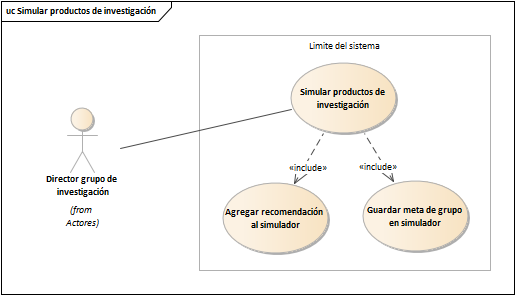 uc Simular productos de investigación
Limite del sistema
Simular productos de
investigación
Director grupo de
investigación
(from
Actores)
«include»
«include»
Agregar recomendación
al simulador
Guardar meta de grupo
en simulador